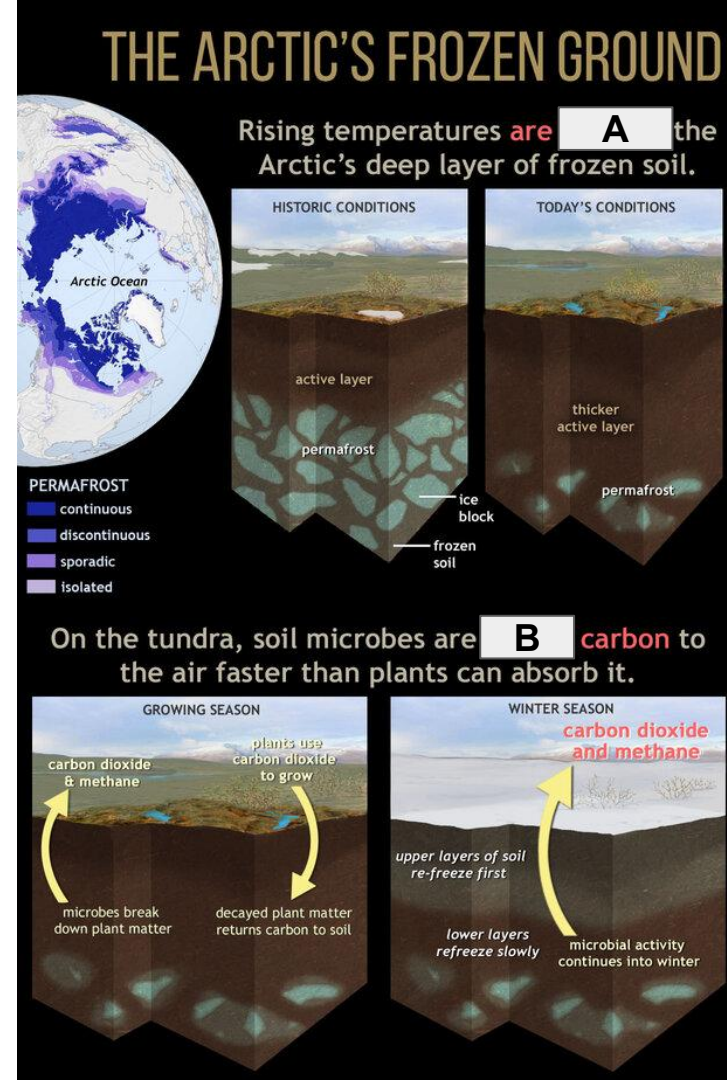 THE ARCTIC'S FROZEN GROUND
Rising temperatures are A the
Arctic's deep layer of frozen soil.
HISTORIC CONDITIONS
active layer
permafrost
ice
block
frozen
soil
TODAY'S CONDITIONS
thicker
active layer
permafrost
Arctic Ocean
PERMAFROST
continuous
discontinuous
sporadic
isolated
On the tundra, soil microbes are B carbon to
the air faster than plants can absorb it.
GROWING SEASON
carbon dioxide
& methane
plants use
carbon dioxide
to grow
microbes break
down plant matter
decayed plant matter
returns carbon to soil
WINTER SEASON
carbon dioxide
and methane
upper layers of soil
re-freeze first
lower layers
refreeze slowly
microbial activity
continues into winter